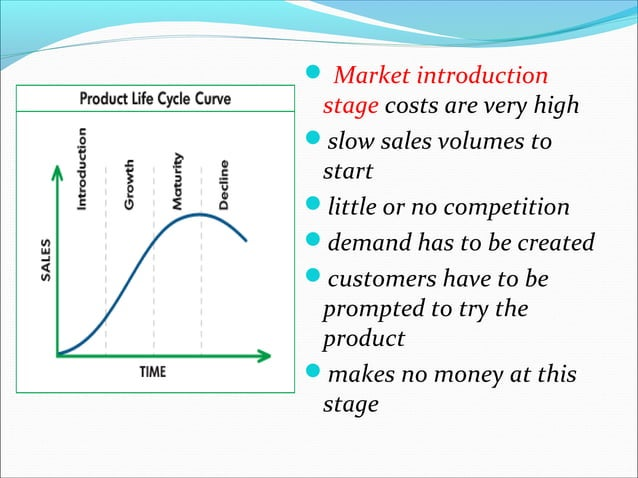 Product Life Cycle Curve
Introduction
Growth
Maturity
Decline
SALES
TIME
Market introduction
stage costs are very high
slow sales volumes to
start
little or no competition
demand has to be created
customers have to be
prompted to try the
product
makes no money at this
stage